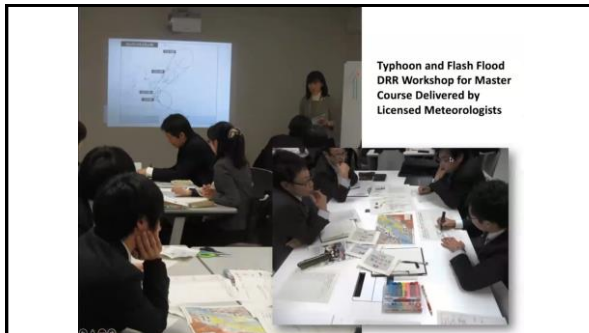 Typhoon and Flash Flood
DRR Workshop for Master
Course Delivered by
Licensed Meteorologists